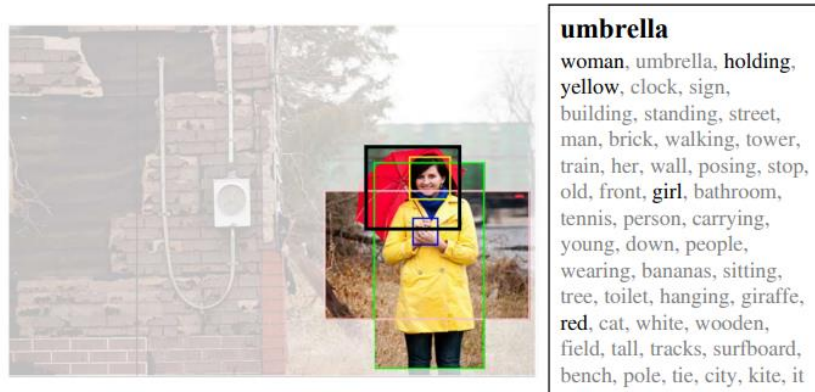 umbrella
woman, umbrella, holding,
yellow, clock, sign,
building, standing, street,
man, brick, walking, tower,
train, her, wall, posing, stop,
old, front, girl, bathroom,
tennis, person, carrying,
young, down, people,
wearing, bananas, sitting,
tree, toilet, hanging, giraffe,
red, cat, white, wooden,
field, tall, tracks, surfboard,
bench, pole, tie, city, kite, it